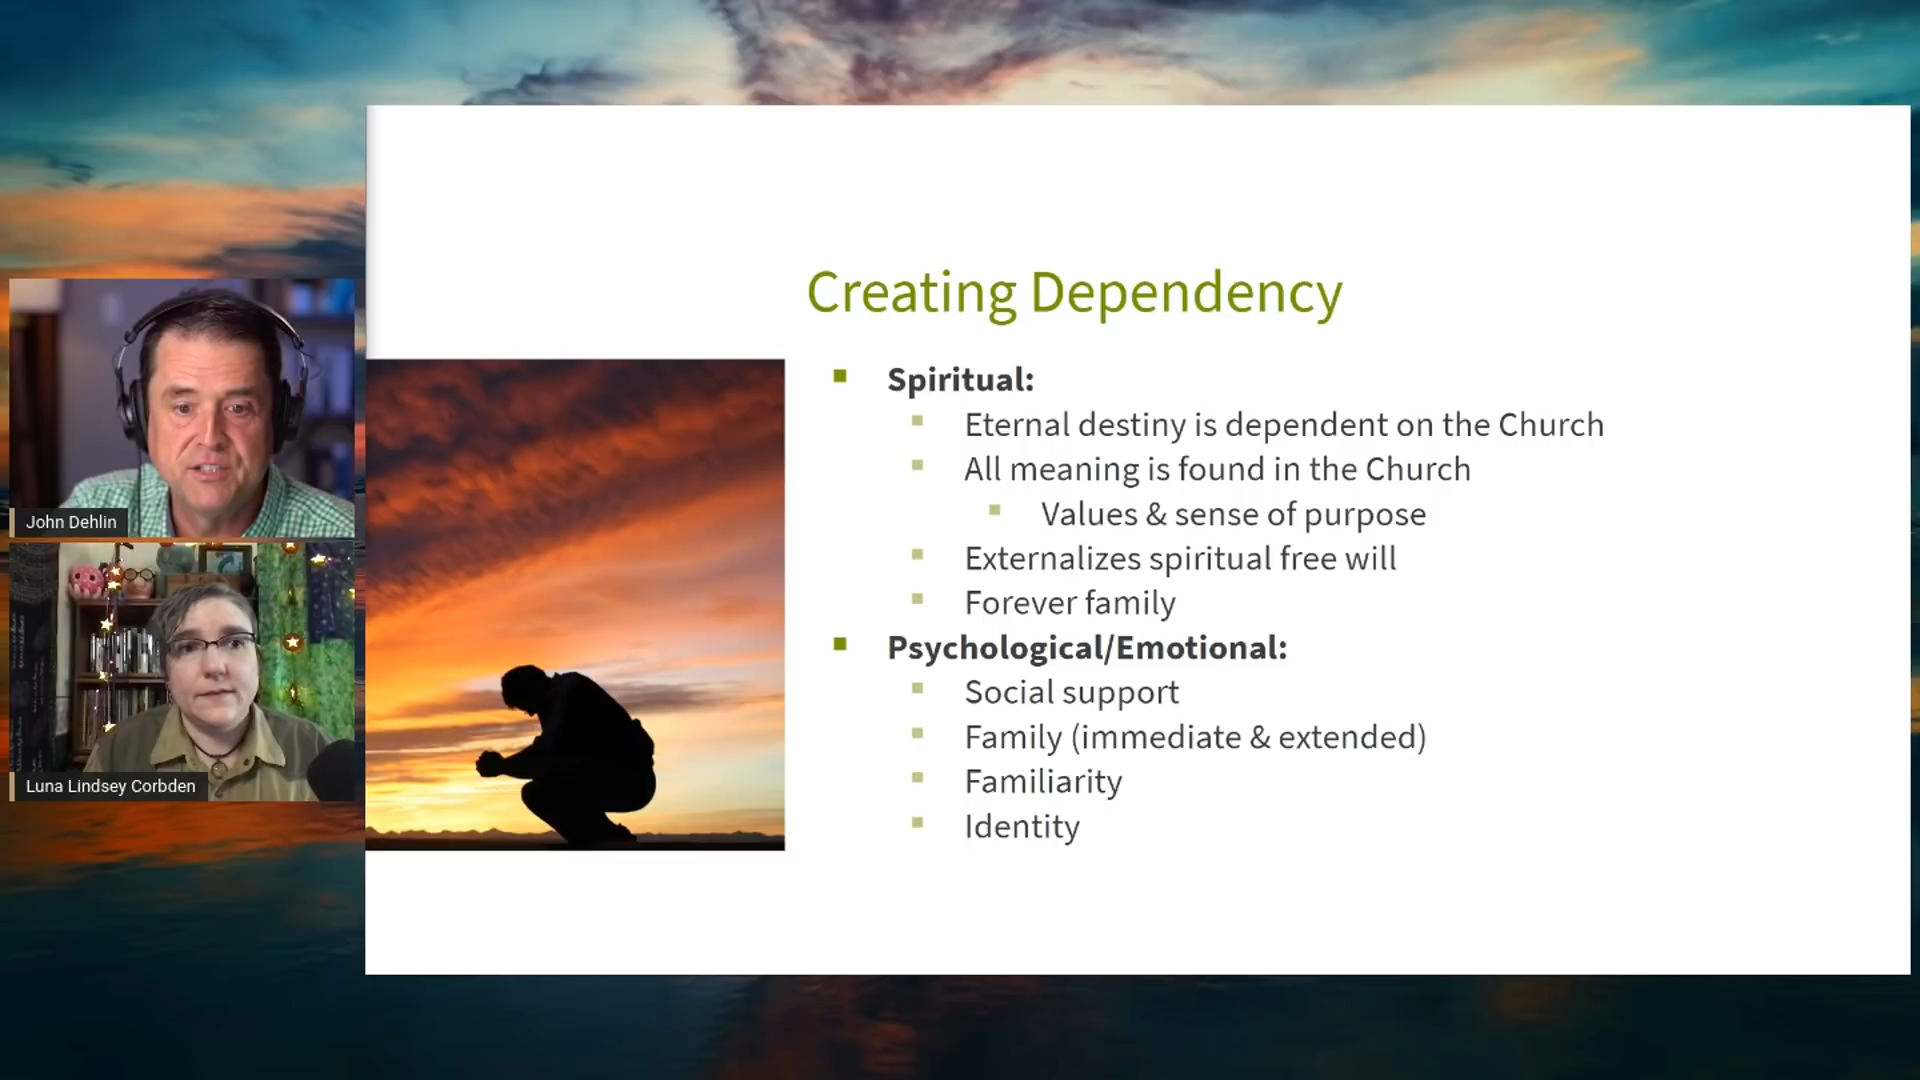 Creating Dependency
Spiritual:
Eternal destiny is dependent on the Church
All meaning is found in the Church
Values & sense of purpose
Externalizes spiritual free will
Forever family
Psychological/Emotional:
Social support
Family (immediate & extended)
Familiarity
Identity
John Dehlin
Luna Lindsey Corbden